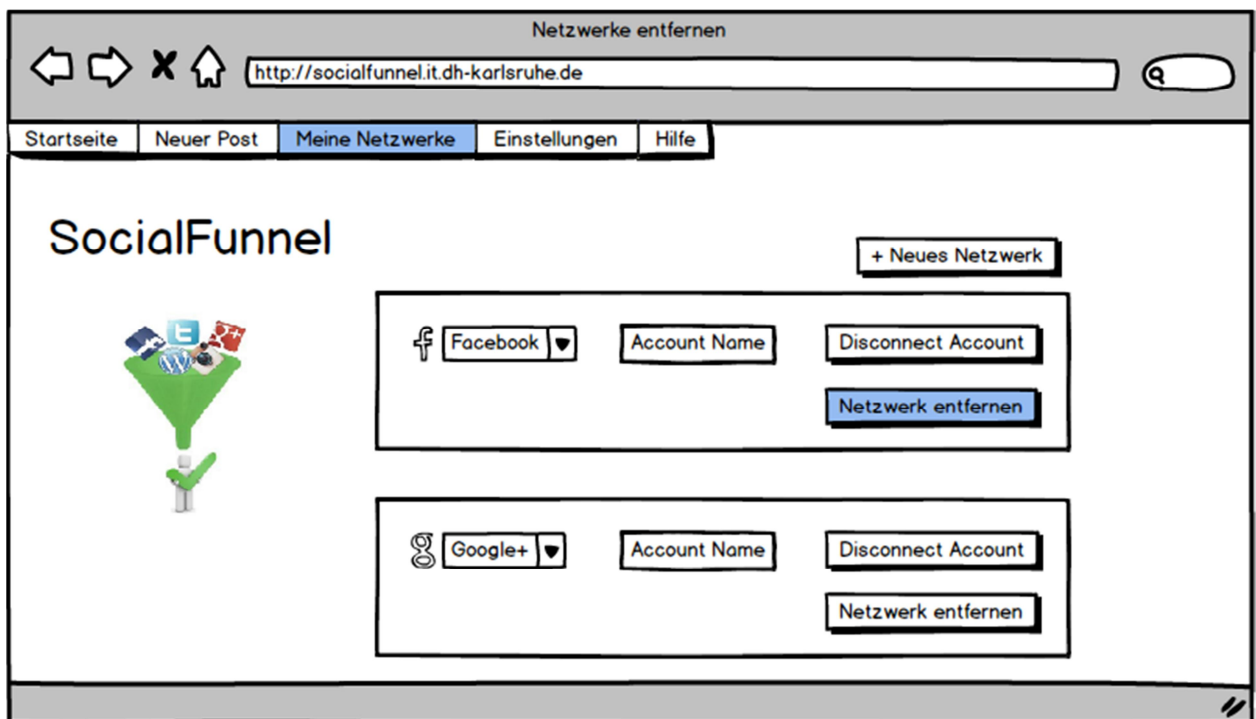 Netzwerke entfernen
http://socialfunnel.it.dh-karlsruhe.de
Startseite Neuer Post Meine Netzwerke Einstellungen Hilfe
SocialFunnel
+ Neues Netzwerk
Facebook Account Name Disconnect Account
Netzwerk entfernen
Google+ Account Name Disconnect Account
Netzwerk entfernen